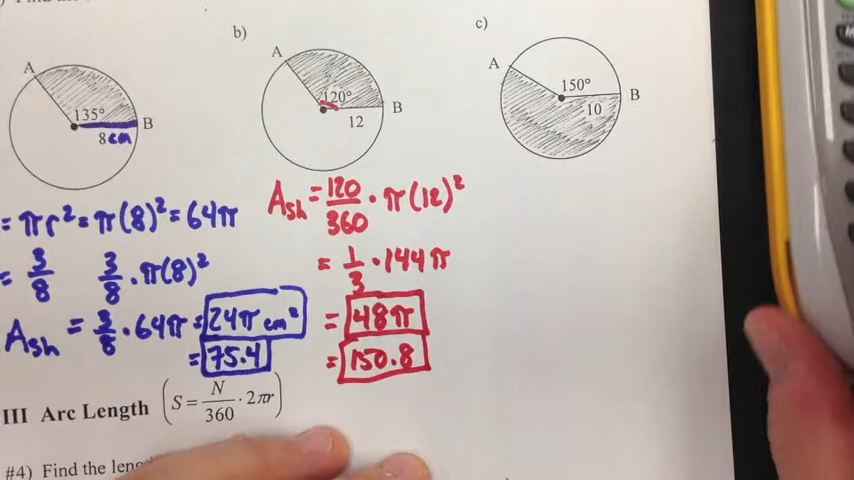 b)
c)
A
135°
B
8cm
A
120°
B
12
A
150°
B
10
= πr² = π(8)² = 64π
= 3/8 3/8 · π(8)²
A_sh = 3/8 · 64π = 24π cm²
= 75.4
A_sh = 120/360 · π(12)²
= 1/3 · 144π
= 48π
= 150.8
III Arc Length (S = N/360 · 2πr)
#4) Find the